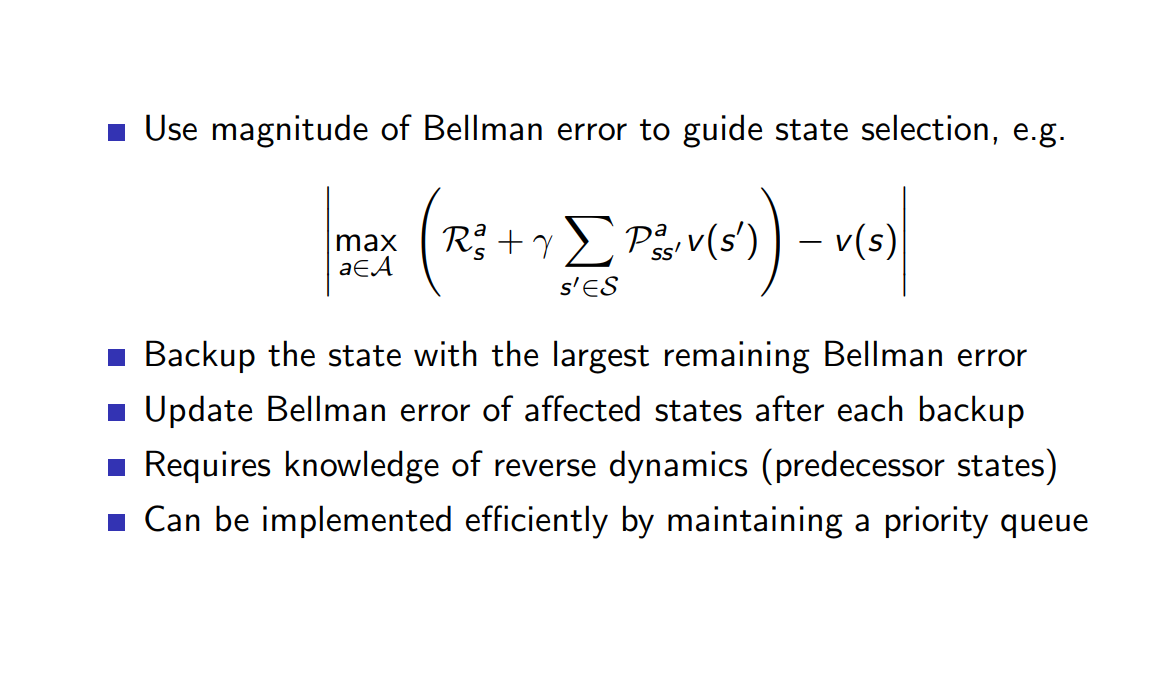 Use magnitude of Bellman error to guide state selection, e.g.
$$\left| \max_{a \in \mathcal{A}} \left( \mathcal{R}_s^a + \gamma \sum_{s' \in \mathcal{S}} \mathcal{P}_{ss'}^a v(s') \right) - v(s) \right|$$
Backup the state with the largest remaining Bellman error
Update Bellman error of affected states after each backup
Requires knowledge of reverse dynamics (predecessor states)
Can be implemented efficiently by maintaining a priority queue